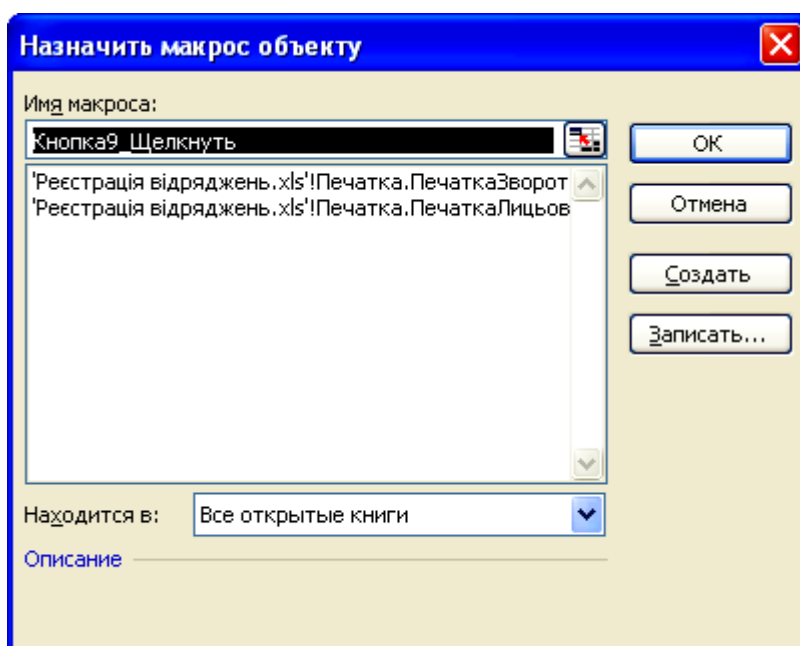 Назначить макрос объекту
Имя макроса:
Кнопка9_Щелкнуть
ОК
'Реєстрація відряджень.xls'!Печатка.ПечаткаЗворот
'Реєстрація відряджень.xls'!Печатка.ПечаткаЛицьов
Отмена
Создать
Записать...
Находится в:
Все открытые книги
Описание